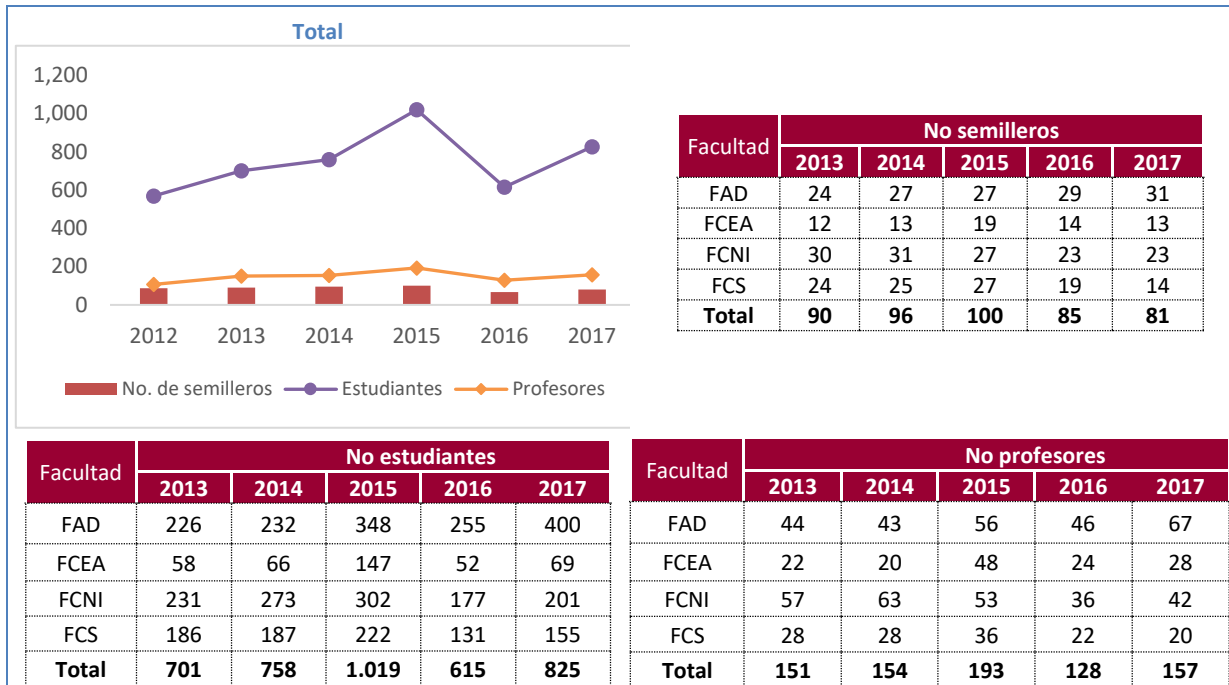 Total
1,200
1,000
800
600
400
200
0
2012 2013 2014 2015 2016 2017
No. de semilleros Estudiantes Profesores
Facultad No semilleros
2013 2014 2015 2016 2017
FAD 24 27 27 29 31
FCEA 12 13 19 14 13
FCNI 30 31 27 23 23
FCS 24 25 27 19 14
Total 90 96 100 85 81
Facultad No estudiantes
2013 2014 2015 2016 2017
FAD 226 232 348 255 400
FCEA 58 66 147 52 69
FCNI 231 273 302 177 201
FCS 186 187 222 131 155
Total 701 758 1.019 615 825
Facultad No profesores
2013 2014 2015 2016 2017
FAD 44 43 56 46 67
FCEA 22 20 48 24 28
FCNI 57 63 53 36 42
FCS 28 28 36 22 20
Total 151 154 193 128 157